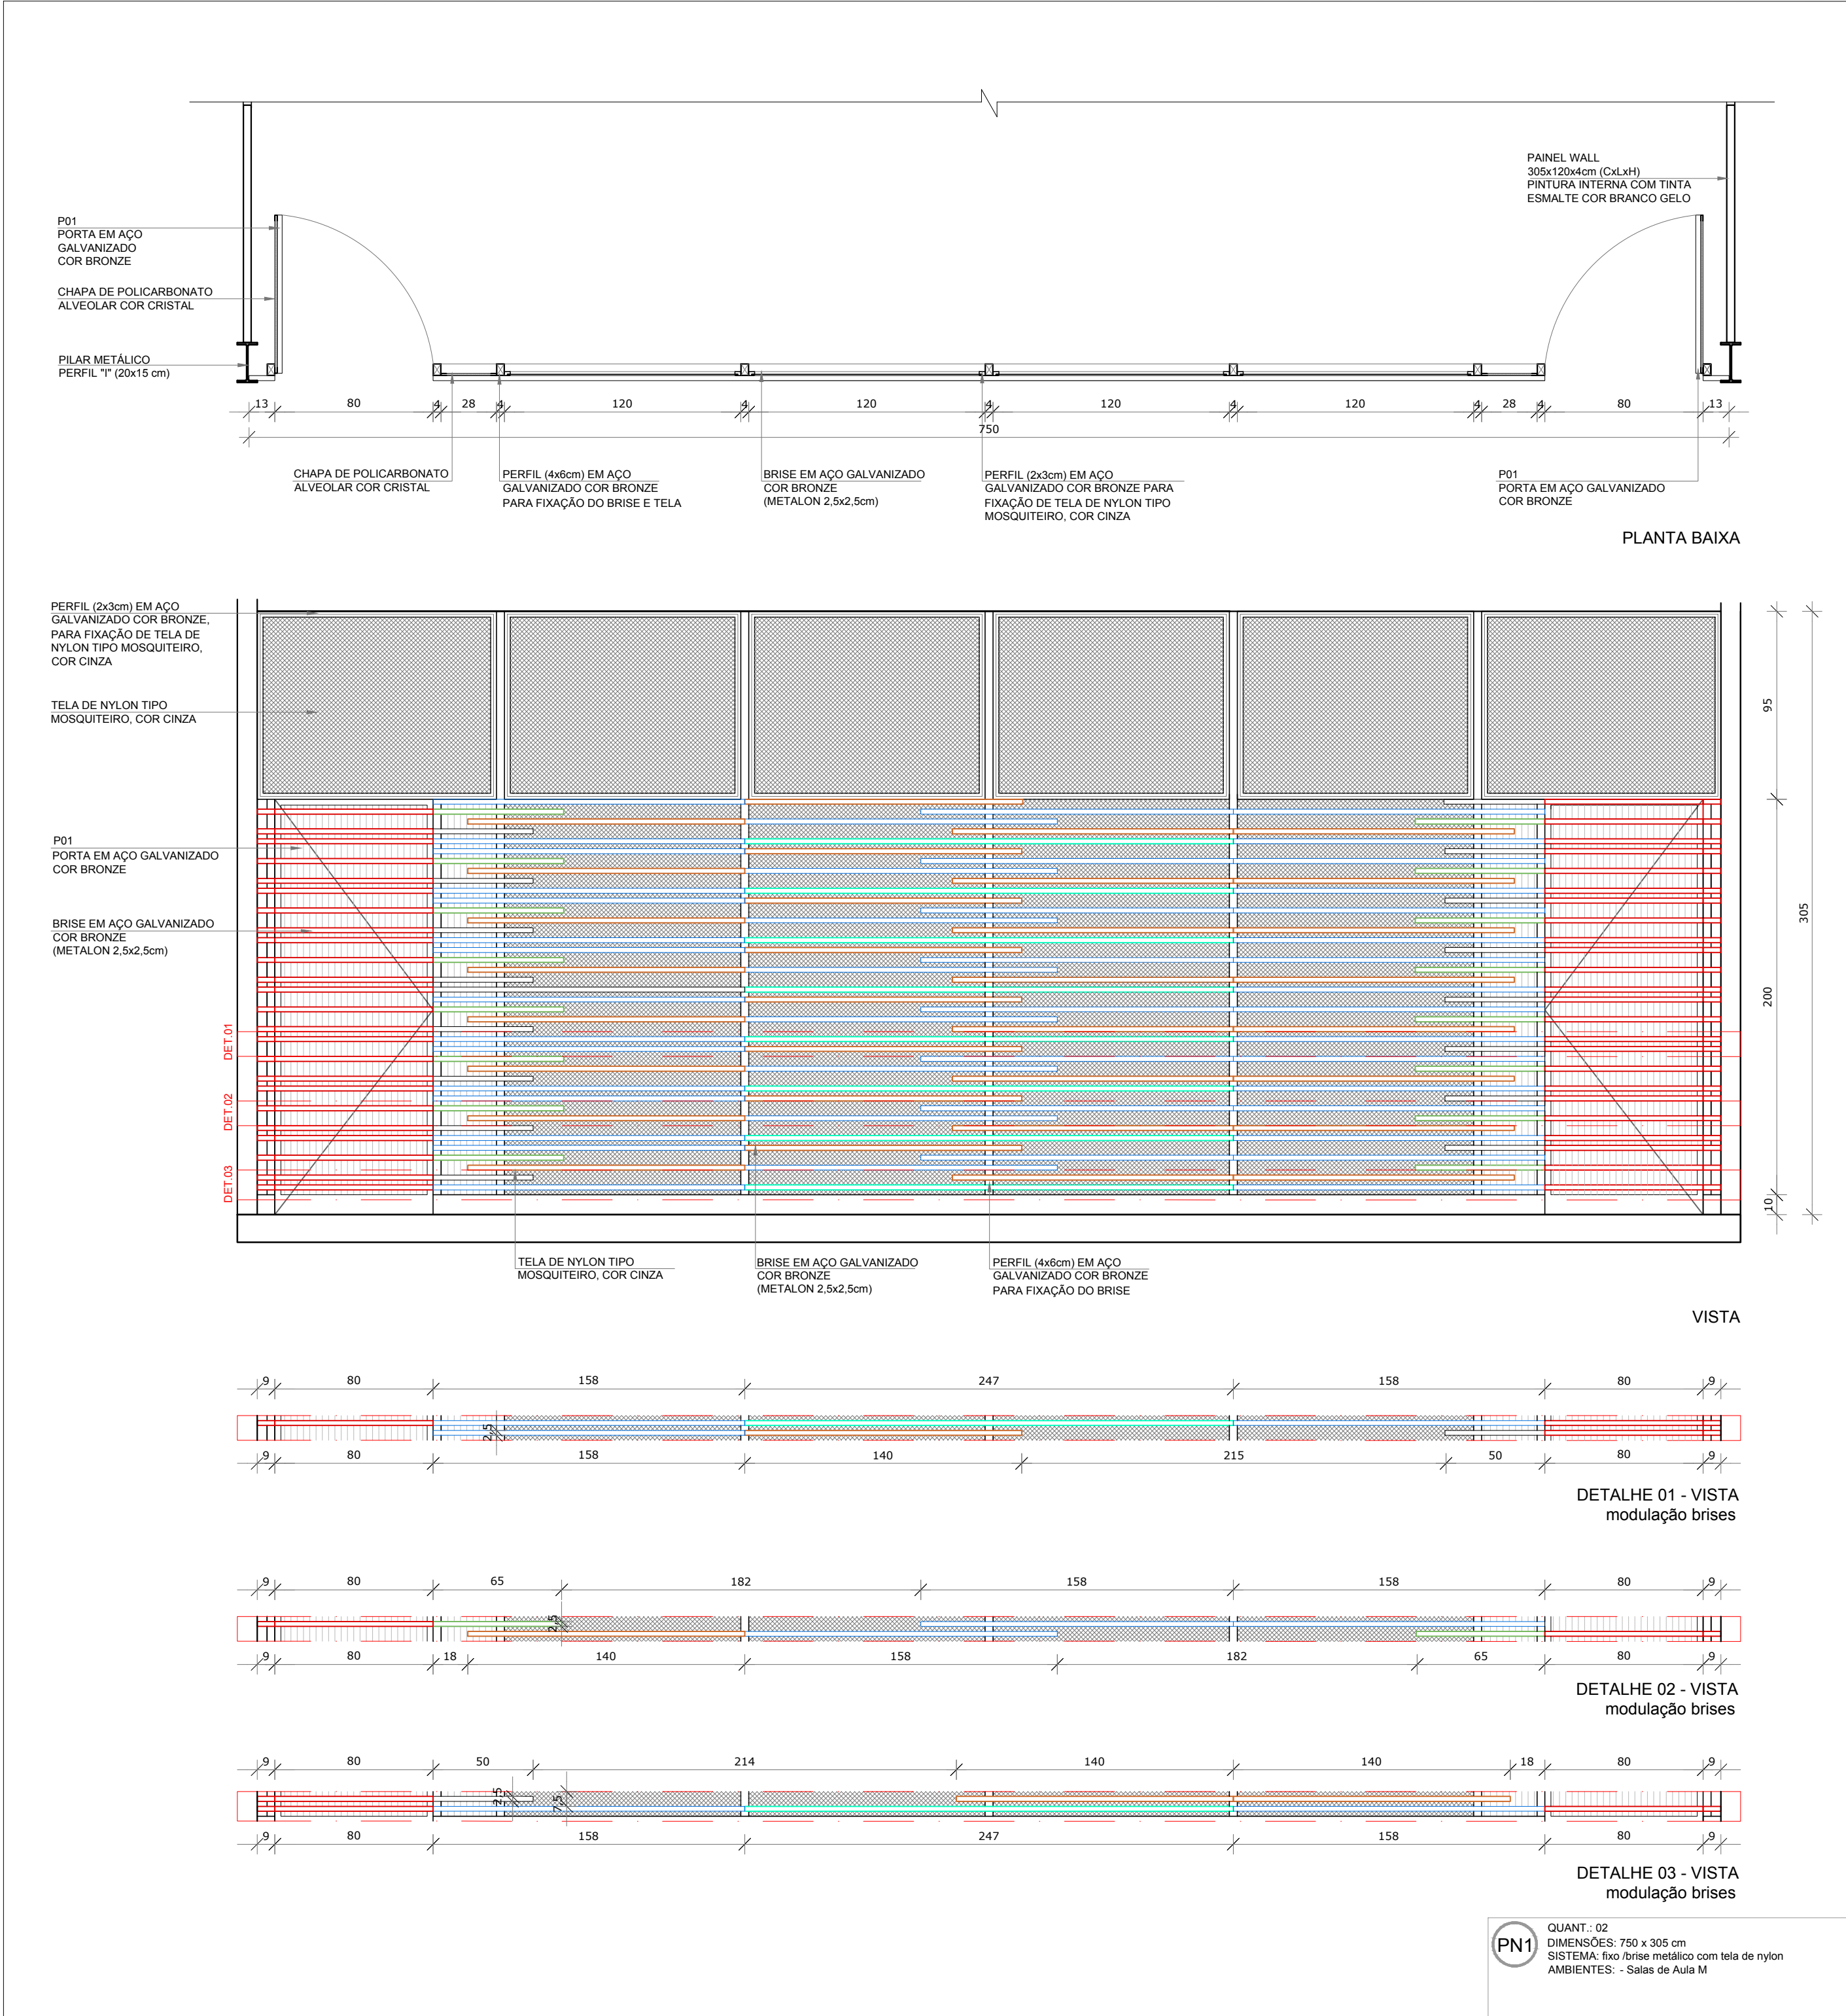 PAINEL WALL
305x120x4cm (CxLxH)
PINTURA INTERNA COM TINTA
ESMALTE COR BRANCO GELO
P01
PORTA EM AÇO
GALVANIZADO
COR BRONZE
CHAPA DE POLICARBONATO
ALVEOLAR COR CRISTAL
PILAR METÁLICO
PERFIL "I" (20x15 cm)
13 80 4 28 4 120 4 120 4 120 4 120 4 28 4 80 13
750
CHAPA DE POLICARBONATO
ALVEOLAR COR CRISTAL
PERFIL (4x6cm) EM AÇO
GALVANIZADO COR BRONZE
PARA FIXAÇÃO DO BRISE E TELA
BRISE EM AÇO GALVANIZADO
COR BRONZE
(METALON 2,5x2,5cm)
PERFIL (2x3cm) EM AÇO
GALVANIZADO COR BRONZE PARA
FIXAÇÃO DE TELA DE NYLON TIPO
MOSQUITEIRO, COR CINZA
P01
PORTA EM AÇO GALVANIZADO
COR BRONZE
PLANTA BAIXA
PERFIL (2x3cm) EM AÇO
GALVANIZADO COR BRONZE,
PARA FIXAÇÃO DE TELA DE
NYLON TIPO MOSQUITEIRO,
COR CINZA
TELA DE NYLON TIPO
MOSQUITEIRO, COR CINZA
P01
PORTA EM AÇO GALVANIZADO
COR BRONZE
BRISE EM AÇO GALVANIZADO
COR BRONZE
(METALON 2,5x2,5cm)
95
305
200
10
DET.01
DET.02
DET.03
TELA DE NYLON TIPO
MOSQUITEIRO, COR CINZA
BRISE EM AÇO GALVANIZADO
COR BRONZE
(METALON 2,5x2,5cm)
PERFIL (4x6cm) EM AÇO
GALVANIZADO COR BRONZE
PARA FIXAÇÃO DO BRISE
VISTA
9 80 158 247 158 80 9
2,5
9 80 158 140 215 50 80 9
DETALHE 01 - VISTA
modulação brises
9 80 65 182 158 158 80 9
2,5
9 80 18 140 158 182 65 80 9
DETALHE 02 - VISTA
modulação brises
9 80 50 214 140 140 18 80 9
2,5 7,5
9 80 158 247 158 80 9
DETALHE 03 - VISTA
modulação brises
PN1
QUANT.: 02
DIMENSÕES: 750 x 305 cm
SISTEMA: fixo /brise metálico com tela de nylon
AMBIENTES: - Salas de Aula M